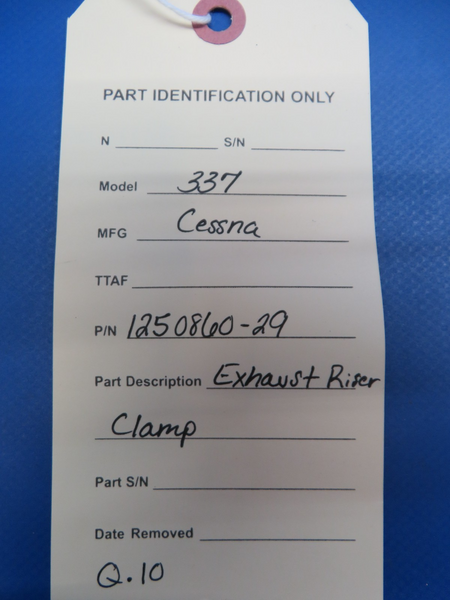 PART IDENTIFICATION ONLY
N S/N
Model 337
MFG Cessna
TTAF
P/N 1250860-29
Part Description Exhaust Riser
Clamp
Part S/N
Date Removed
Q.10